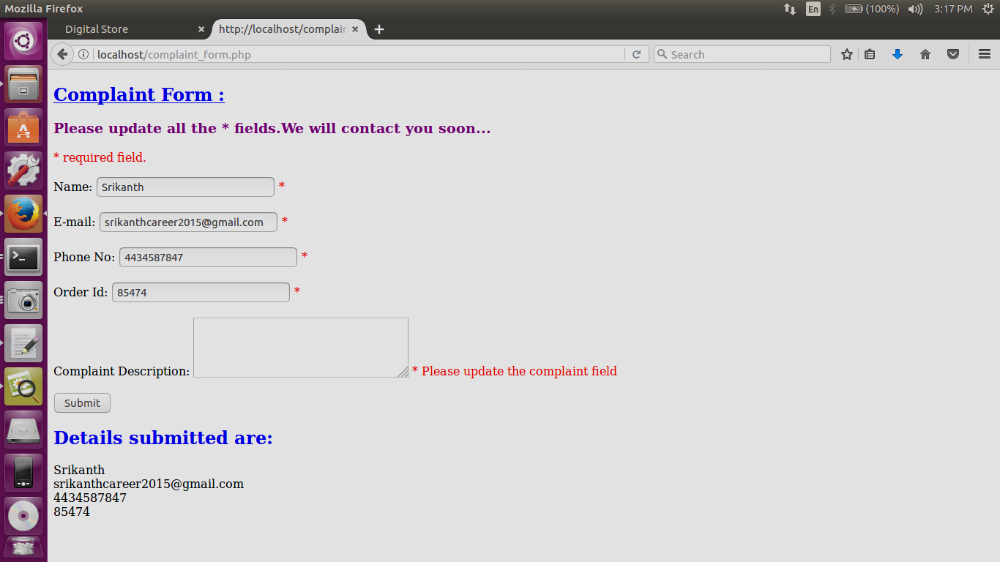 Mozilla Firefox
En
(100%)
3:17 PM
Digital Store
http://localhost/complain
localhost/complaint_form.php
Search
Complaint Form :
Please update all the * fields.We will contact you soon...
* required field.
Name: Srikanth *
E-mail: srikanthcareer2015@gmail.com *
Phone No: 4434587847 *
Order Id: 85474 *
Complaint Description: * Please update the complaint field
Submit
Details submitted are:
Srikanth
srikanthcareer2015@gmail.com
4434587847
85474